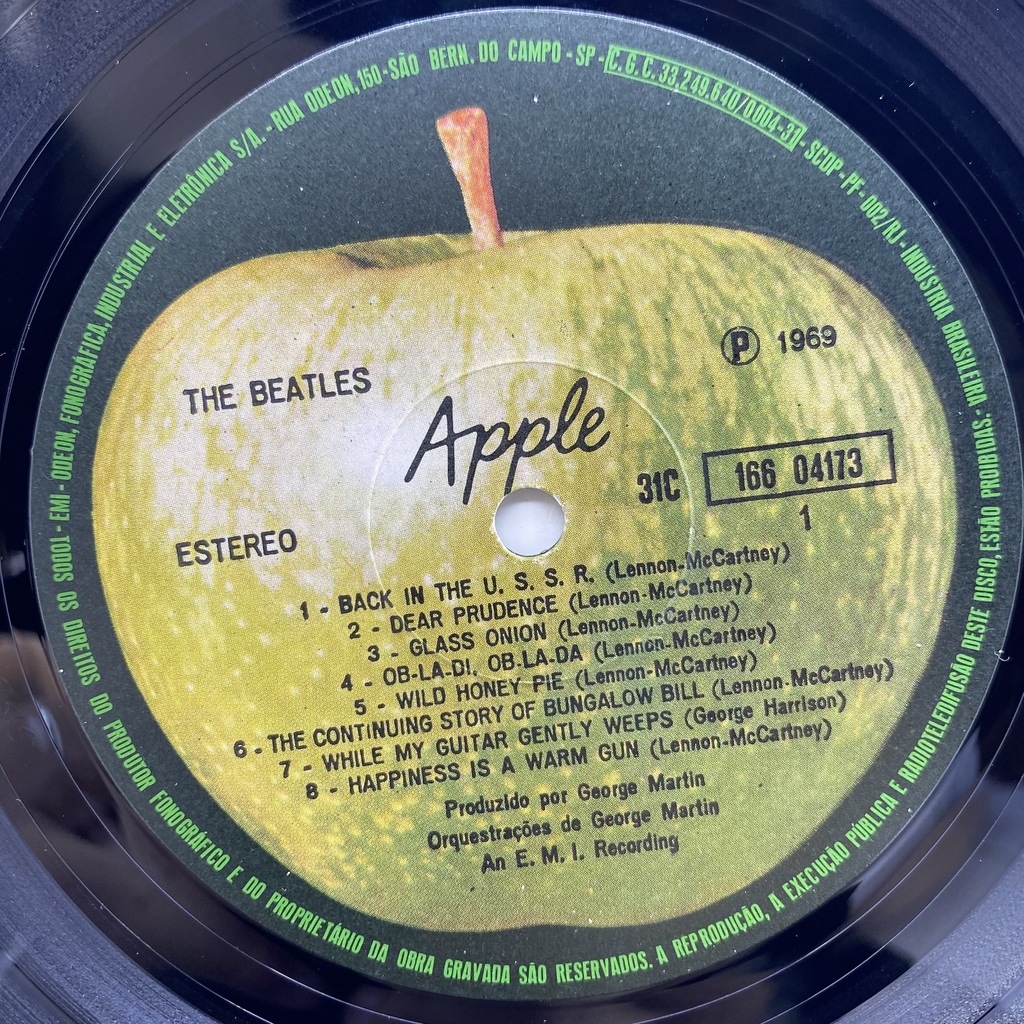 TODOS OS DIREITOS DO PRODUTOR FONOGRÁFICO E DO PROPRIETÁRIO DA OBRA GRAVADA SÃO RESERVADOS. A REPRODUÇÃO, A EXECUÇÃO PÚBLICA E RADIOTELEDIFUSÃO DESTE DISCO, ESTÃO PROIBIDAS.- INDÚSTRIA BRASILEIRA
EMI - ODEON, FONOGRÁFICA, INDUSTRIAL E ELETRÔNICA S/A. - RUA ODEON, 150 - SÃO BERN. DO CAMPO - SP - C.G.C. 33,249.640/0004-31 - SCDP - PF - 002/RJ -
THE BEATLES
Apple
Ⓟ 1969
31C 166 04173
1
ESTEREO
1 - BACK IN THE U. S. S. R. (Lennon-McCartney)
2 - DEAR PRUDENCE (Lennon-McCartney)
3 - GLASS ONION (Lennon-McCartney)
4 - OB-LA-DI, OB-LA-DA (Lennon-McCartney)
5 - WILD HONEY PIE (Lennon-McCartney)
6 - THE CONTINUING STORY OF BUNGALOW BILL (Lennon-McCartney)
7 - WHILE MY GUITAR GENTLY WEEPS (George Harrison)
8 - HAPPINESS IS A WARM GUN (Lennon-McCartney)
Produzido por George Martin
Orquestrações de George Martin
An E. M. I. Recording